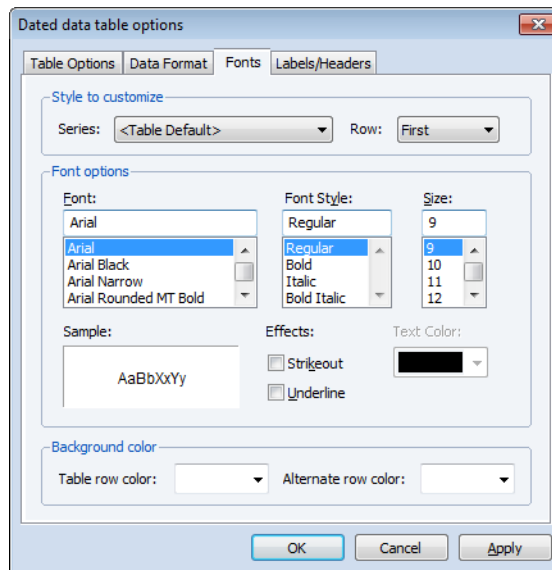 Dated data table options
Table Options Data Format Fonts Labels/Headers
Style to customize
Series: <Table Default> Row: First
Font options
Font: Font Style: Size:
Arial Regular 9
Arial Regular 9
Arial Black Bold 10
Arial Narrow Italic 11
Arial Rounded MT Bold Bold Italic 12
Sample: Effects: Text Color:
AaBbXxYy Strikeout
Underline
Background color
Table row color: Alternate row color:
OK Cancel Apply